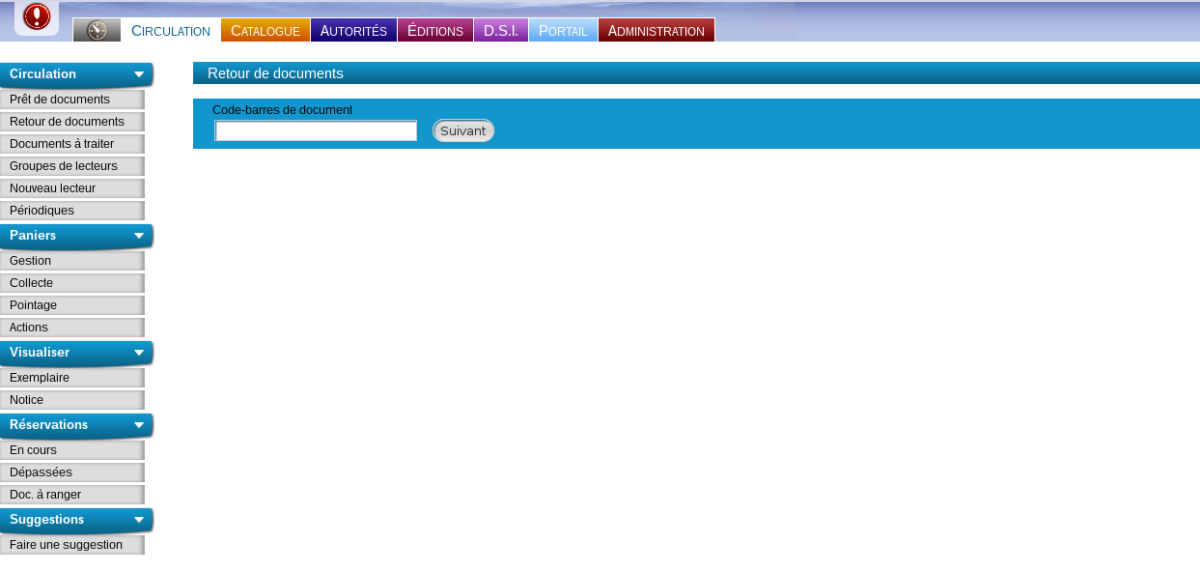 Circulation Catalogue Autorités Éditions D.S.I. Portail Administration
Circulation
Prêt de documents
Retour de documents
Documents à traiter
Groupes de lecteurs
Nouveau lecteur
Périodiques
Paniers
Gestion
Collecte
Pointage
Actions
Visualiser
Exemplaire
Notice
Réservations
En cours
Dépassées
Doc. à ranger
Suggestions
Faire une suggestion
Retour de documents
Code-barres de document
Suivant